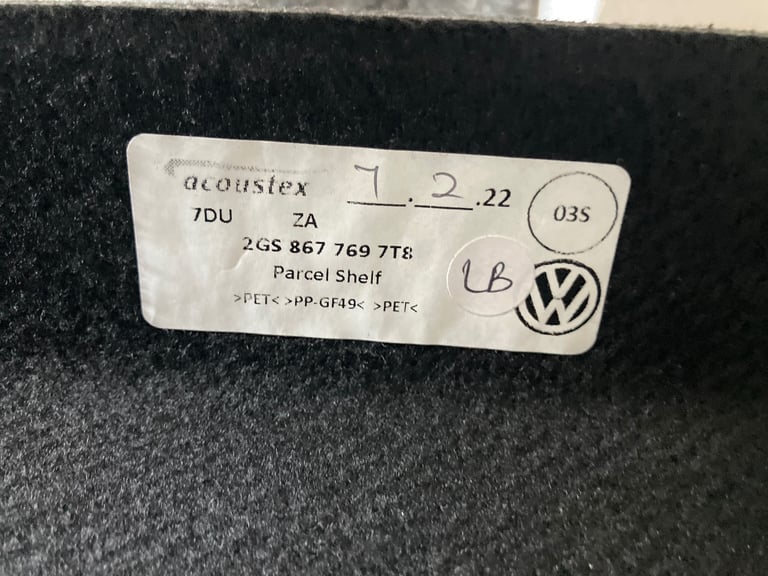 acoustex 7.2.22
03S
7DU ZA
2GS 867 769 7T8
Parcel Shelf
LB
>PET< >PP-GF49< >PET<